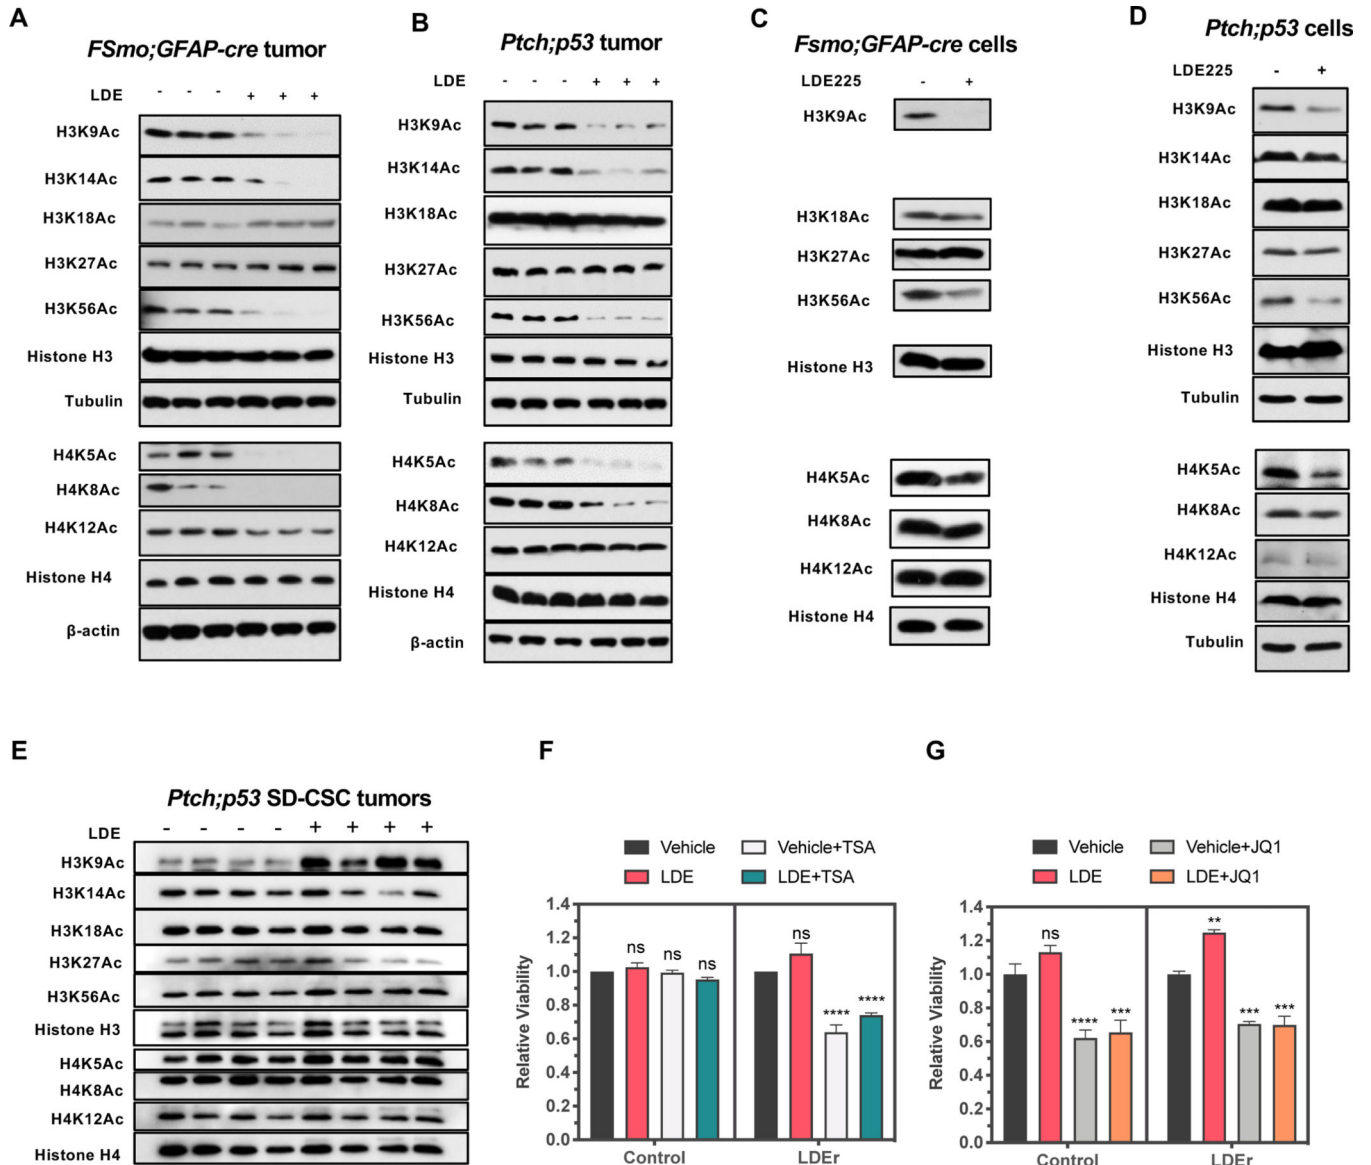 A
FSmo;GFAP-cre tumor
LDE - - - + + +
H3K9Ac
H3K14Ac
H3K18Ac
H3K27Ac
H3K56Ac
Histone H3
Tubulin
H4K5Ac
H4K8Ac
H4K12Ac
Histone H4
β-actin
B
Ptch;p53 tumor
LDE - - - + + +
H3K9Ac
H3K14Ac
H3K18Ac
H3K27Ac
H3K56Ac
Histone H3
Tubulin
H4K5Ac
H4K8Ac
H4K12Ac
Histone H4
β-actin
C
Fsmo;GFAP-cre cells
LDE225 - +
H3K9Ac
H3K18Ac
H3K27Ac
H3K56Ac
Histone H3
H4K5Ac
H4K8Ac
H4K12Ac
Histone H4
D
Ptch;p53 cells
LDE225 - +
H3K9Ac
H3K14Ac
H3K18Ac
H3K27Ac
H3K56Ac
Histone H3
Tubulin
H4K5Ac
H4K8Ac
H4K12Ac
Histone H4
Tubulin
E
Ptch;p53 SD-CSC tumors
LDE - - - - + + + +
H3K9Ac
H3K14Ac
H3K18Ac
H3K27Ac
H3K56Ac
Histone H3
H4K5Ac
H4K8Ac
H4K12Ac
Histone H4
F
Vehicle Vehicle+TSA
LDE LDE+TSA
Relative Viability
1.4
1.2
1.0
0.8
0.6
0.4
0.2
0.0
ns ns ns
ns **** ****
Control LDEr
G
Vehicle Vehicle+JQ1
LDE LDE+JQ1
Relative Viability
1.4
1.2
1.0
0.8
0.6
0.4
0.2
0.0
ns **** ***
** *** ***
Control LDEr